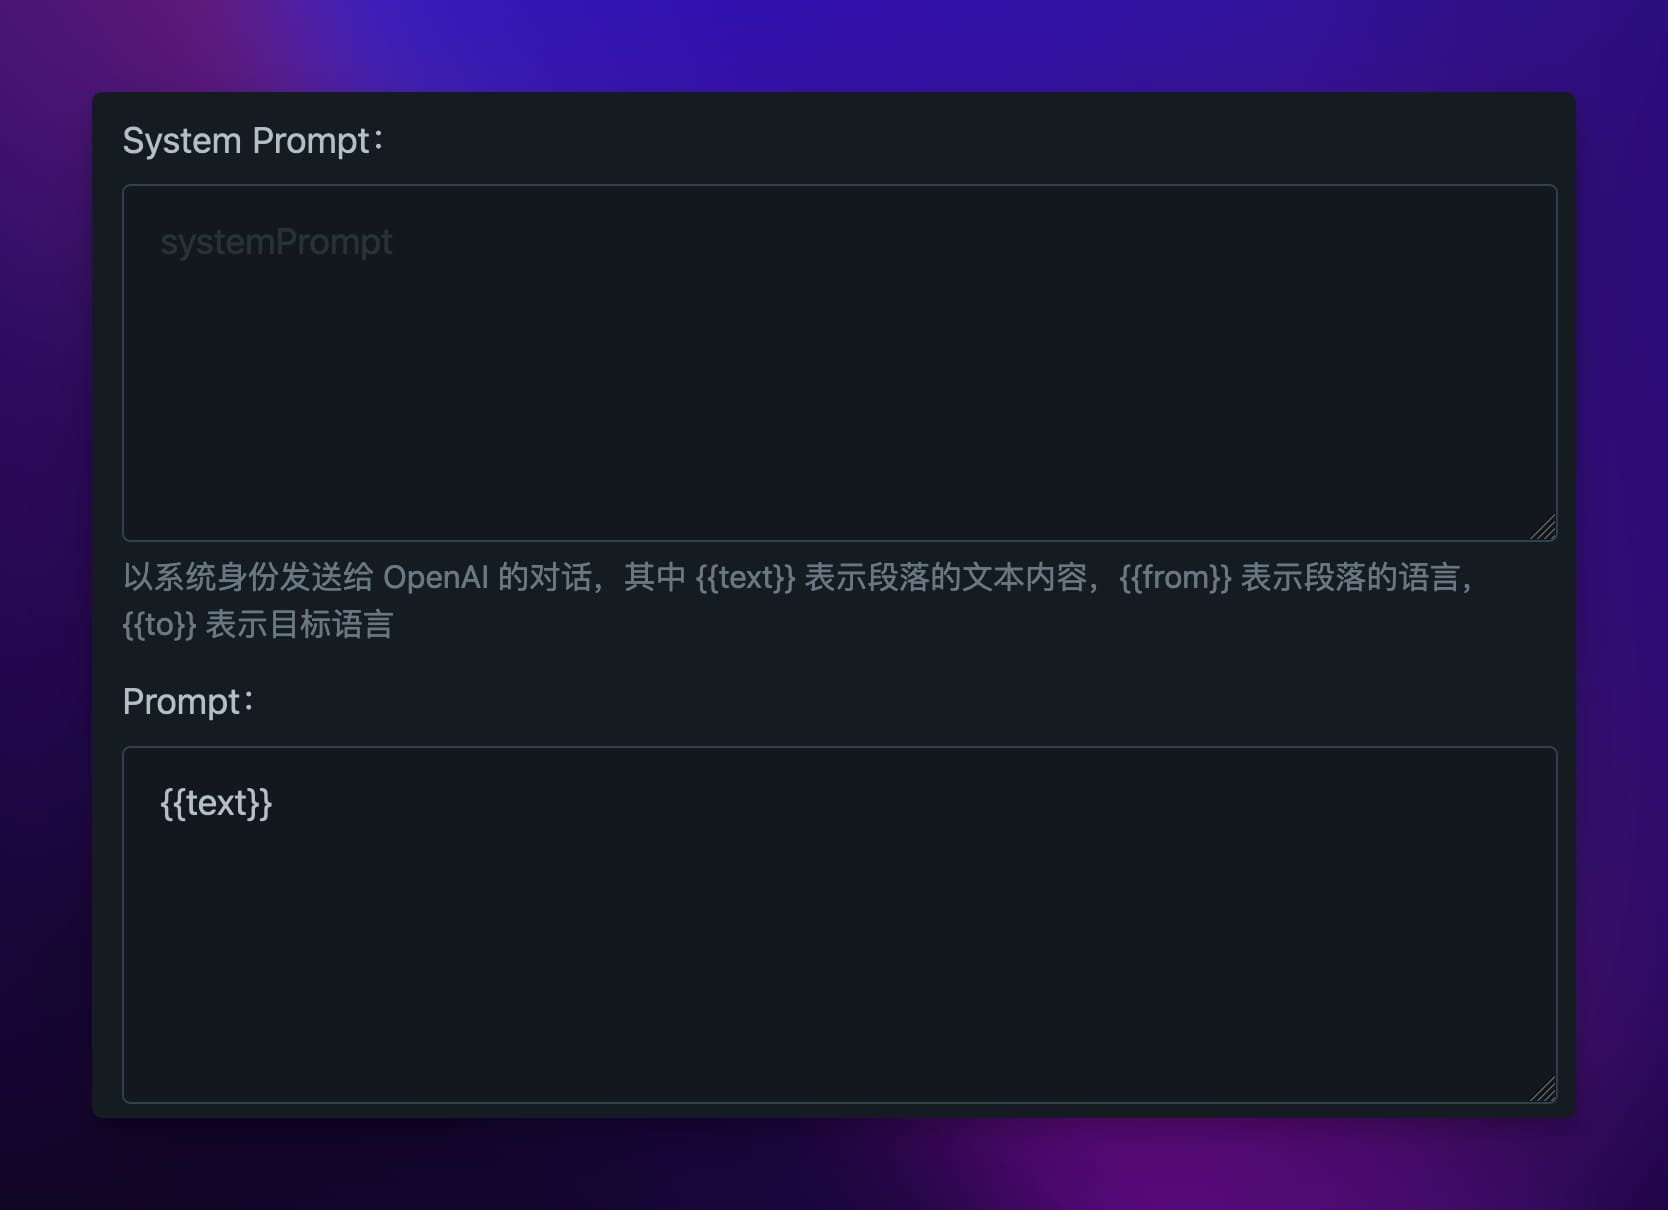 System Prompt：
systemPrompt
以系统身份发送给 OpenAI 的对话，其中 {{text}} 表示段落的文本内容，{{from}} 表示段落的语言，
{{to}} 表示目标语言
Prompt：
{{text}}